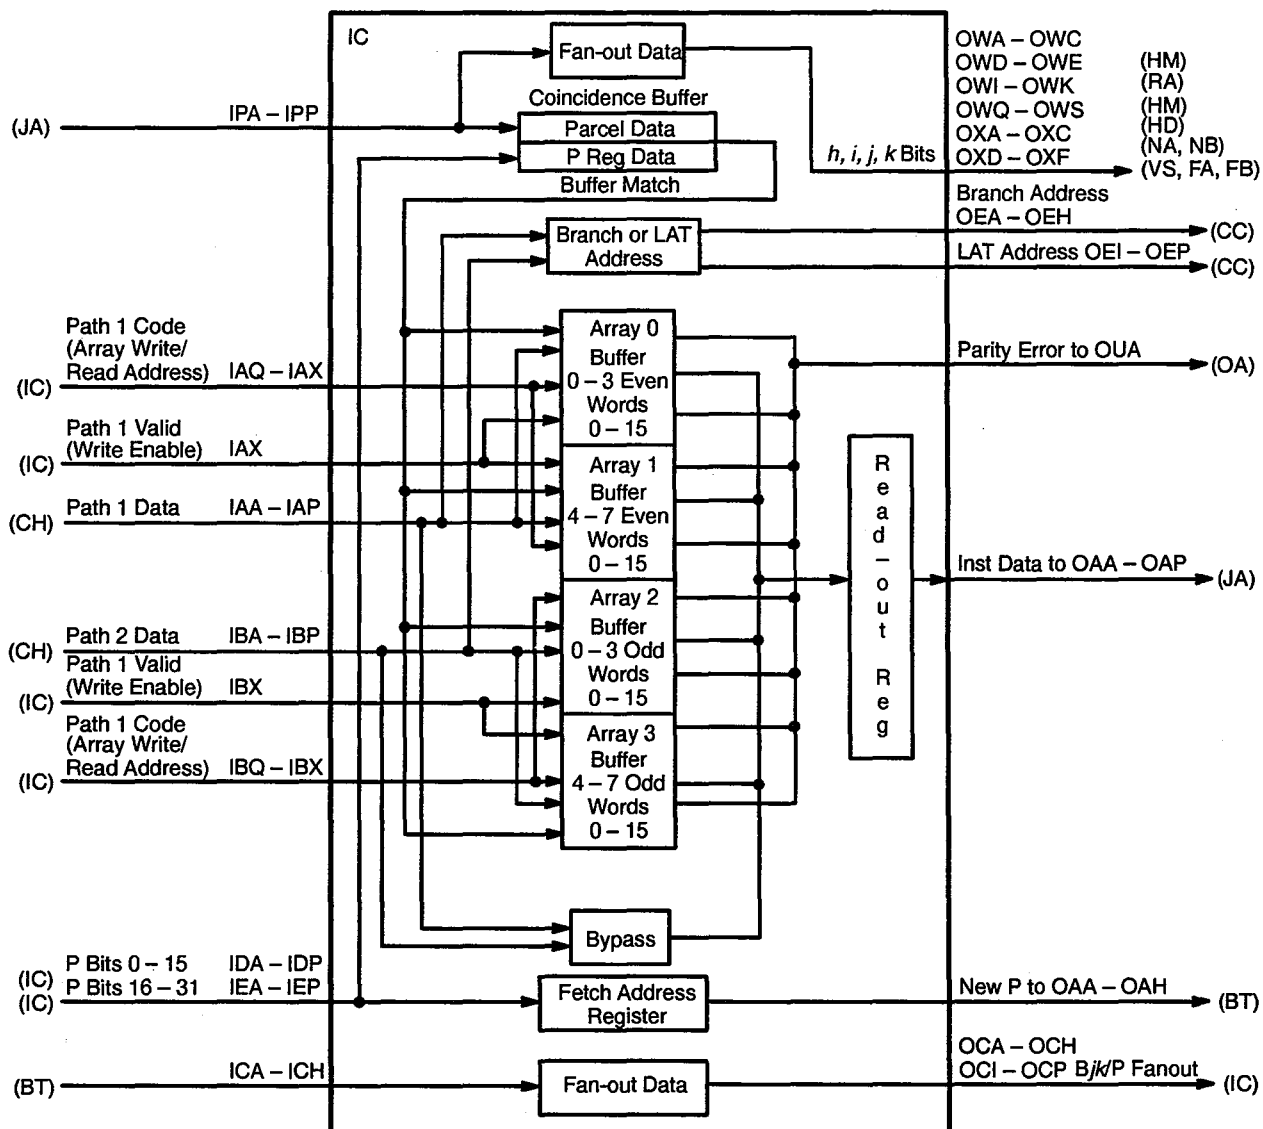 IC
Fan-out Data
OWA – OWC
OWD – OWE (HM)
OWI – OWK (RA)
OWQ – OWS (HM)
OXA – OXC (HD)
OXD – OXF (NA, NB)
(VS, FA, FB)
h, i, j, k Bits
(JA) IPA – IPP
Coincidence Buffer
Parcel Data
P Reg Data
Buffer Match
Branch or LAT
Address
Branch Address
OEA – OEH (CC)
LAT Address OEI – OEP (CC)
Path 1 Code
(Array Write/
Read Address) IAQ – IAX
(IC)
Path 1 Valid
(Write Enable) IAX
(IC)
Path 1 Data IAA – IAP
(CH)
Path 2 Data IBA – IBP
(CH)
Path 1 Valid
(Write Enable) IBX
(IC)
Path 1 Code
(Array Write/
Read Address) IBQ – IBX
(IC)
Array 0
Buffer
0 – 3 Even
Words
0 – 15
Array 1
Buffer
4 – 7 Even
Words
0 – 15
Array 2
Buffer
0 – 3 Odd
Words
0 – 15
Array 3
Buffer
4 – 7 Odd
Words
0 – 15
Parity Error to OUA (OA)
Read–out Reg
Inst Data to OAA – OAP (JA)
Bypass
(IC) P Bits 0 – 15 IDA – IDP
(IC) P Bits 16 – 31 IEA – IEP
Fetch Address
Register
New P to OAA – OAH (BT)
(BT) ICA – ICH
Fan-out Data
OCA – OCH
OCI – OCP Bjk/P Fanout (IC)